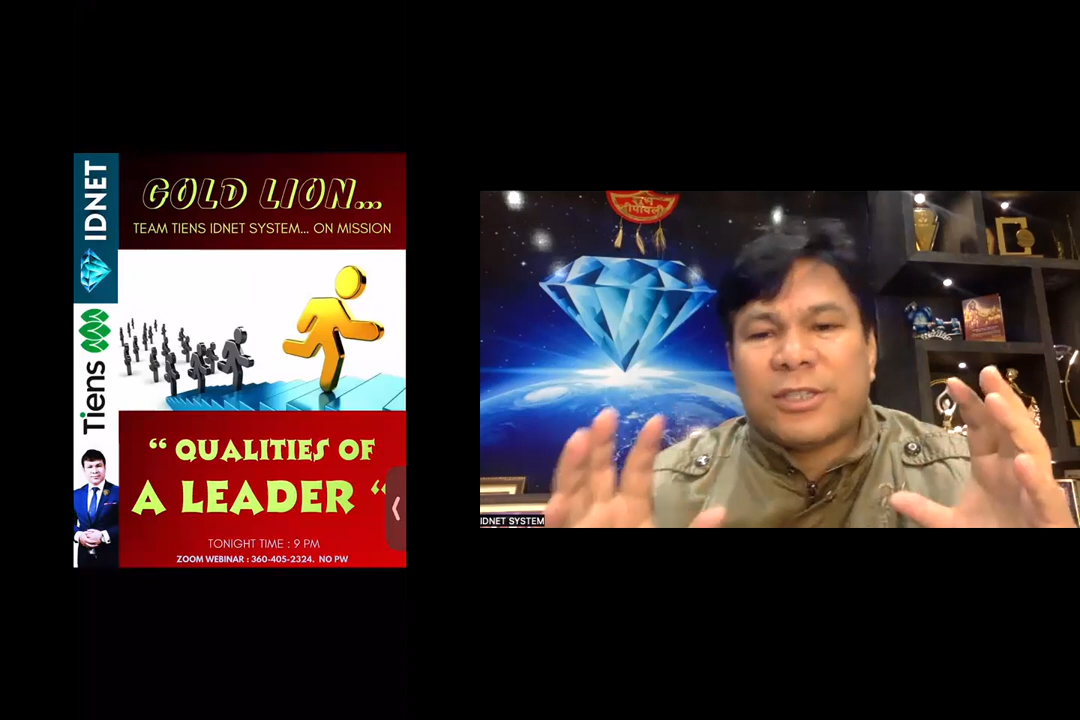 IDNET
Tiens
GOLD LION...
TEAM TIENS IDNET SYSTEM... ON MISSION
“ QUALITIES OF
A LEADER “
TONIGHT TIME : 9 PM
ZOOM WEBINAR : 360-405-2324. NO PW
शुभ
दीपावली
IDNET SYSTEM